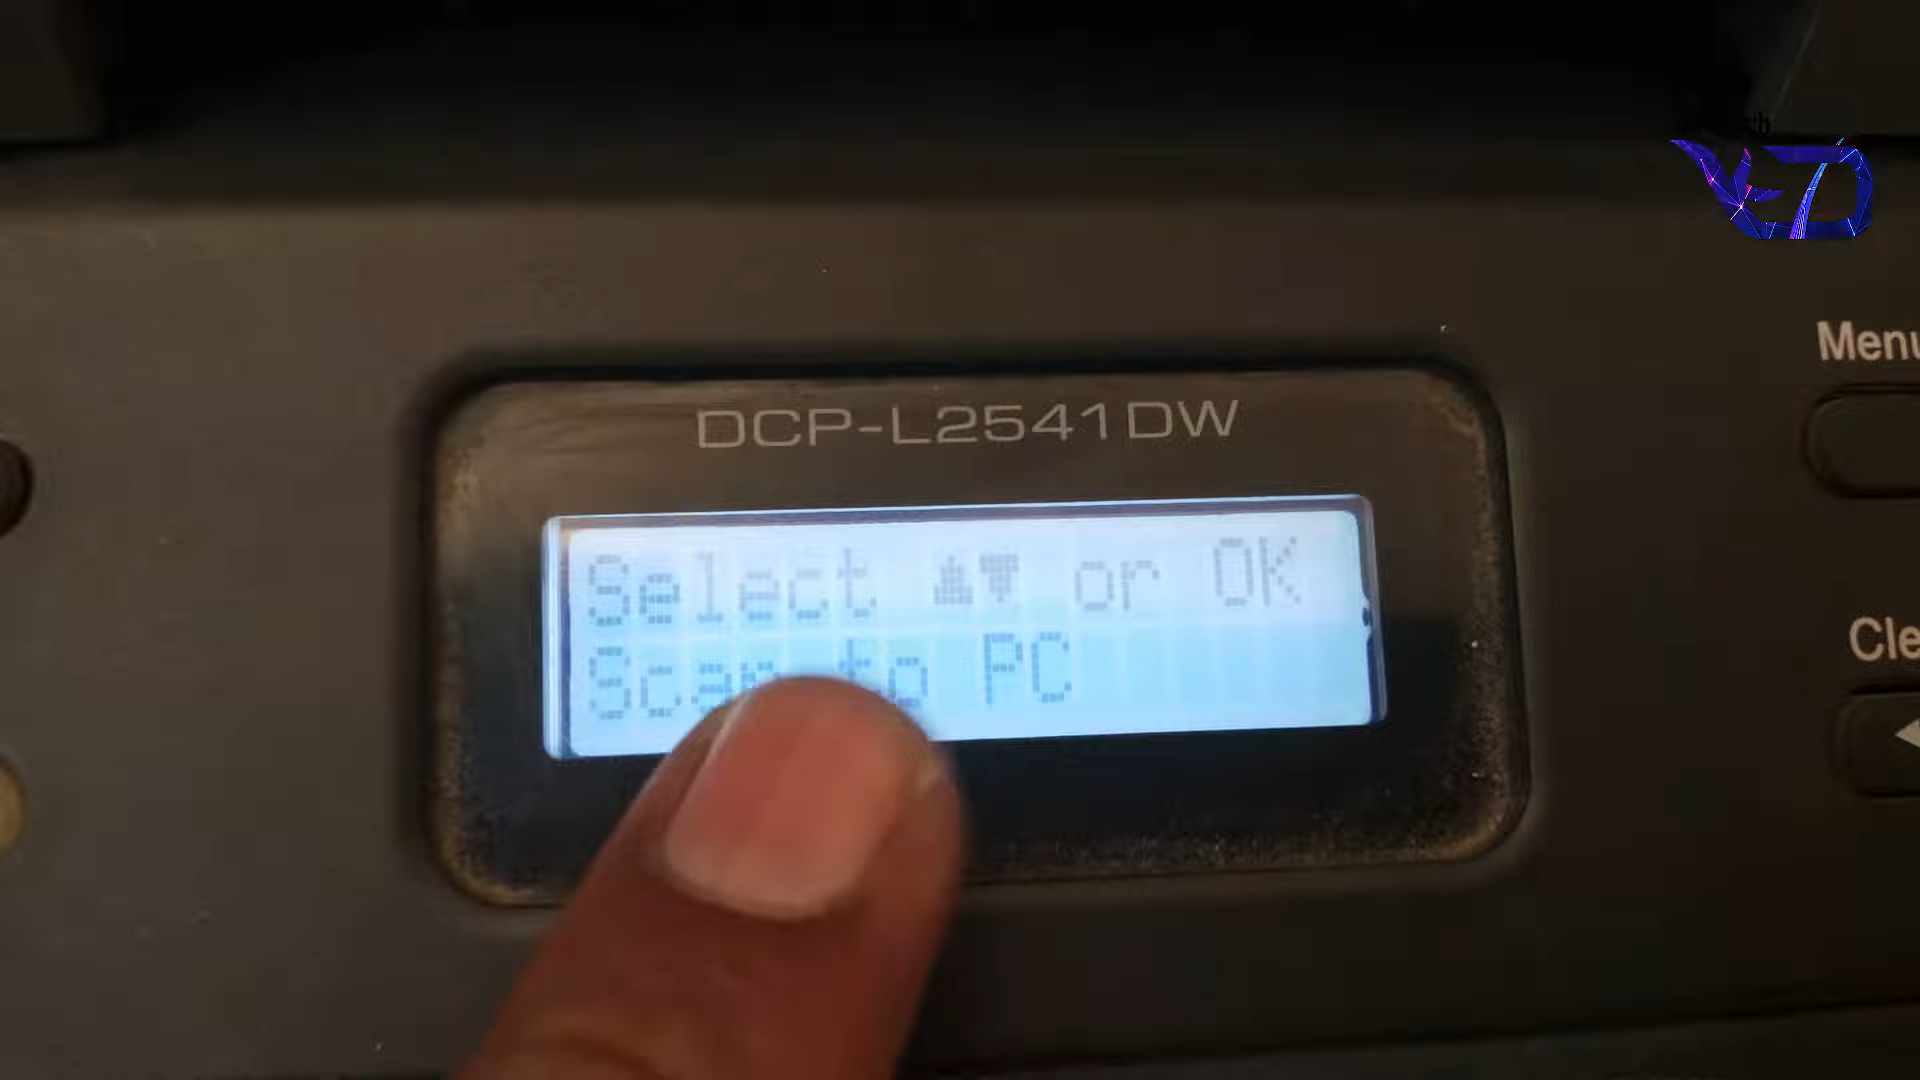 DCP-L2541DW
Select ▲▼ or OK
Scan to PC
Menu
Cle